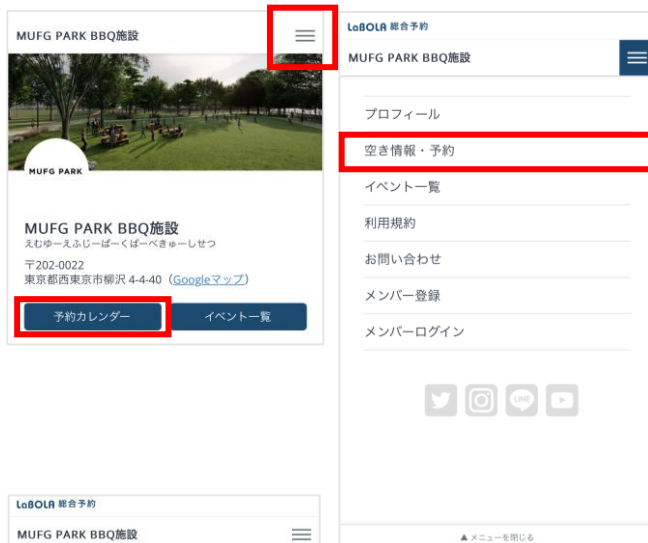 MUFG PARK BBQ施設
MUFG PARK
MUFG PARK BBQ施設
えむゆーえふじーぱーくばーべきゅーしせつ
〒202-0022
東京都西東京市柳沢 4-4-40（Googleマップ）
予約カレンダー
イベント一覧
LaBOLA 総合予約
MUFG PARK BBQ施設
プロフィール
空き情報・予約
イベント一覧
利用規約
お問い合わせ
メンバー登録
メンバーログイン
LINE
▲ メニューを閉じる
LaBOLA 総合予約
MUFG PARK BBQ施設